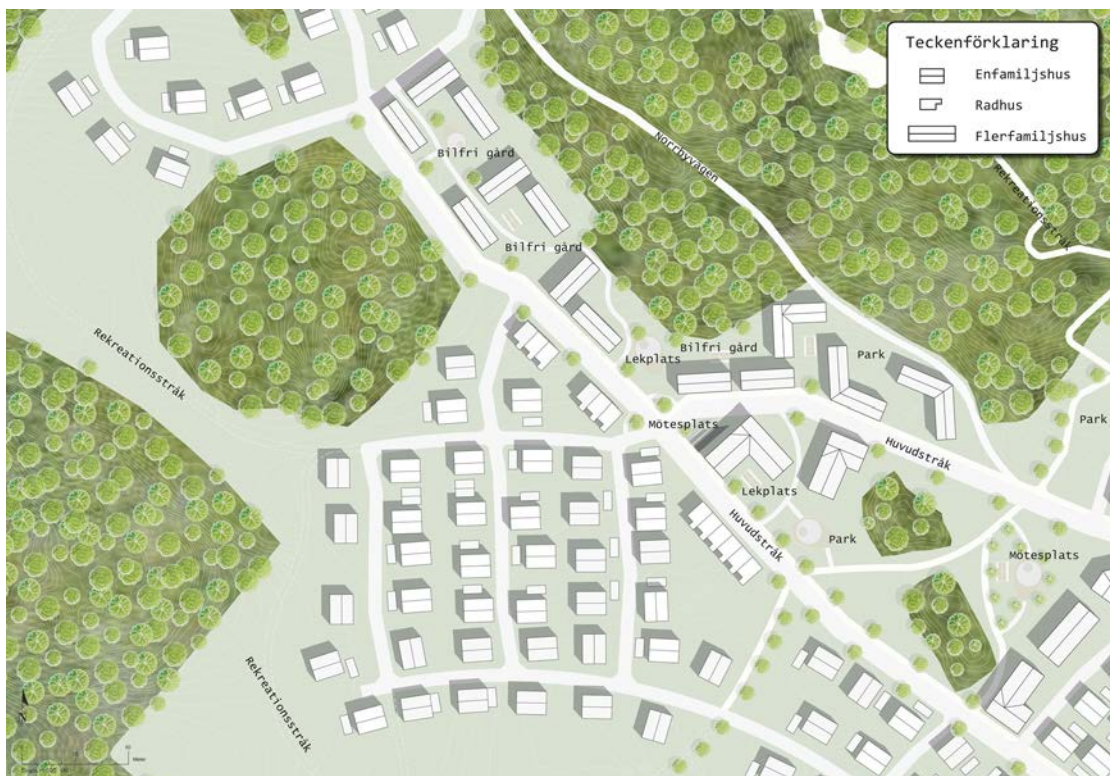 Teckenförklaring
Enfamiljshus
Radhus
Flerfamiljshus
Norrbyvägen
Rekreationsstråk
Bilfri gård
Bilfri gård
Rekreationsstråk
Lekplats
Bilfri gård
Park
Mötesplats
Park
Huvudstråk
Lekplats
Huvudstråk
Park
Mötesplats
Rekreationsstråk
N
Meter